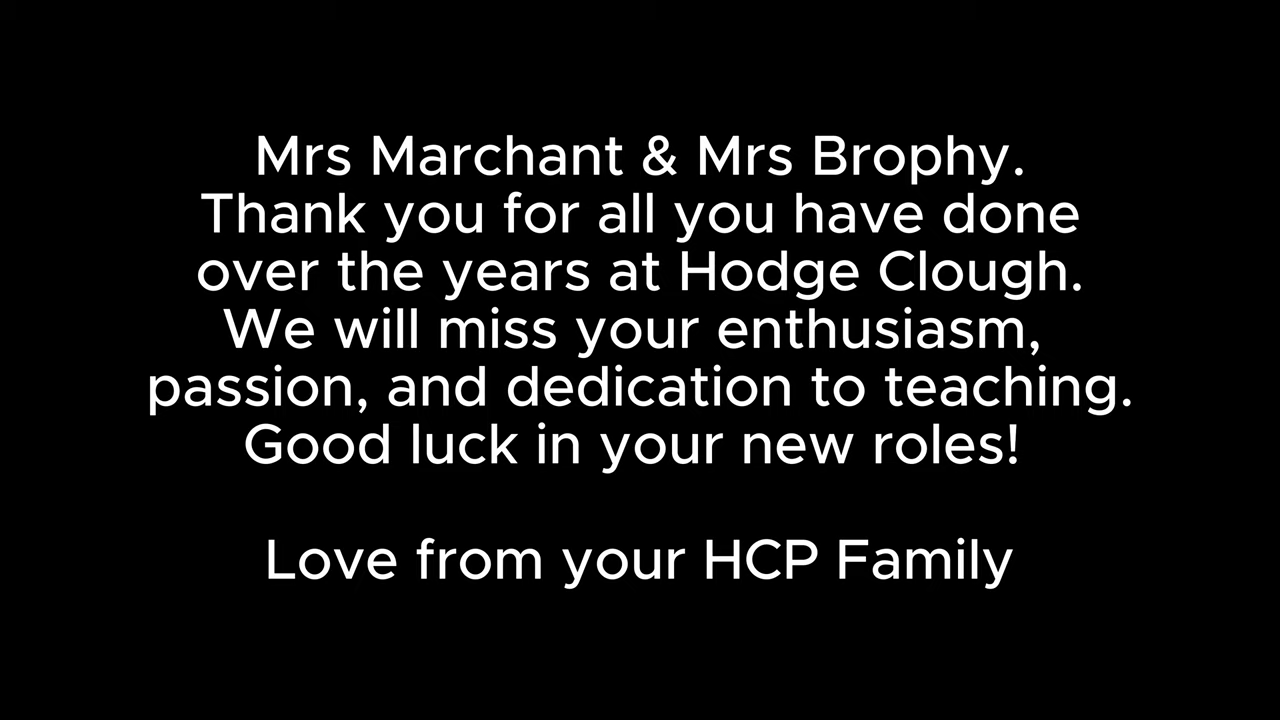 Mrs Marchant & Mrs Brophy.
Thank you for all you have done
over the years at Hodge Clough.
We will miss your enthusiasm,
passion, and dedication to teaching.
Good luck in your new roles!
Love from your HCP Family